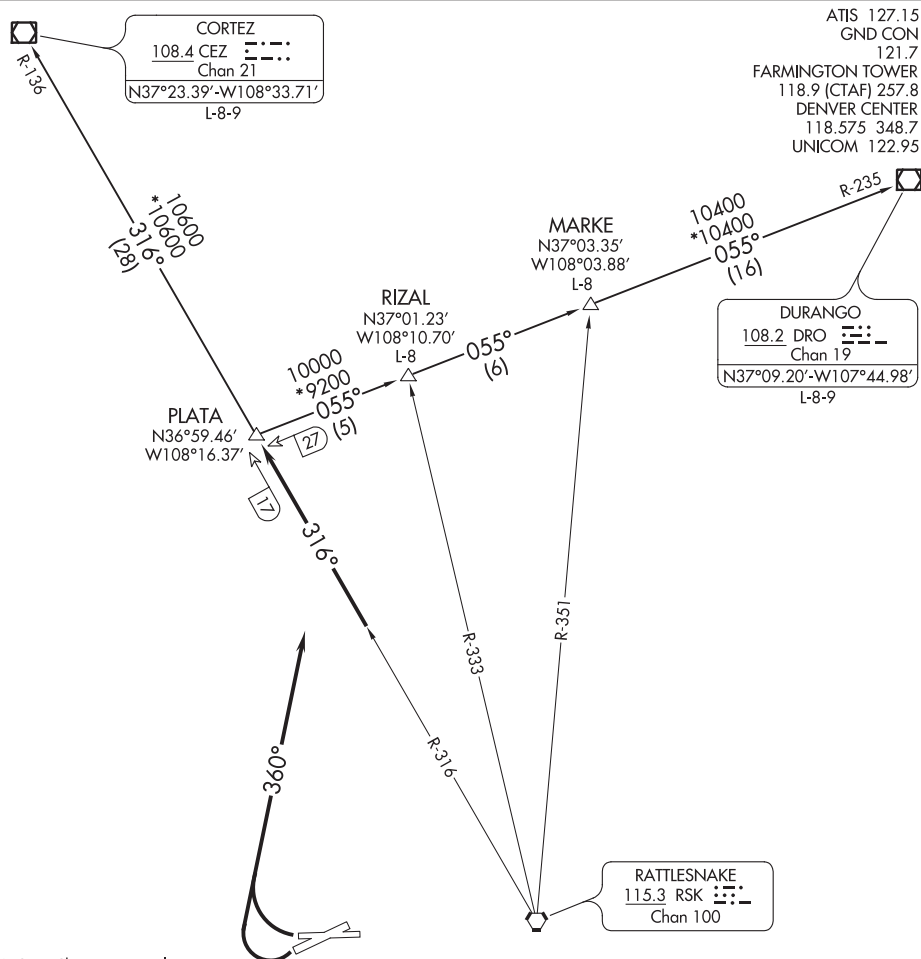 CORTEZ
108.4 CEZ
Chan 21
N37°23.39'-W108°33.71'
L-8-9
R-136
ATIS 127.15
GND CON
121.7
FARMINGTON TOWER
118.9 (CTAF) 257.8
DENVER CENTER
118.575 348.7
UNICOM 122.95
R-235
10600
*10600
316°
(28)
10400
*10400
055°
(16)
MARKE
N37°03.35'
W108°03.88'
L-8
RIZAL
N37°01.23'
W108°10.70'
L-8
DURANGO
108.2 DRO
Chan 19
N37°09.20'-W107°44.98'
L-8-9
055°
(6)
10000
*9200
055°
(5)
PLATA
N36°59.46'
W108°16.37'
27
17
316°
R-351
R-333
R-316
360°
RATTLESNAKE
115.3 RSK
Chan 100